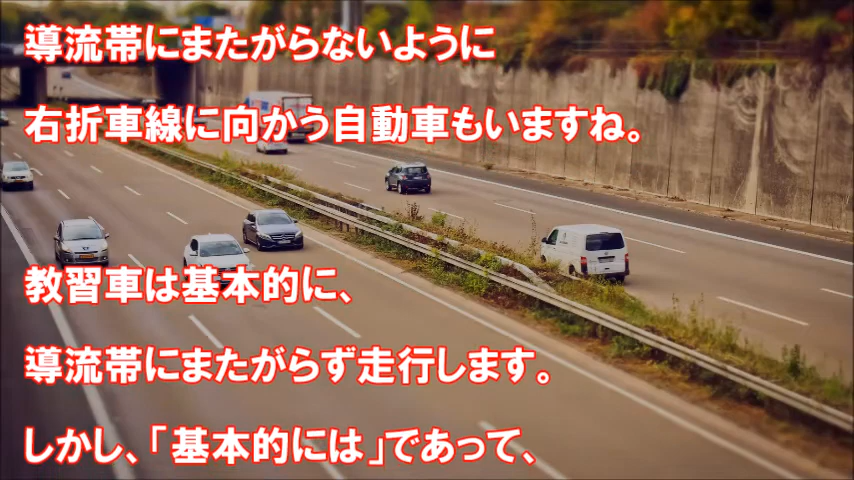 導流帯にまたがらないように
右折車線に向かう自動車もいますね。
教習車は基本的に、
導流帯にまたがらず走行します。
しかし、「基本的には」であって、